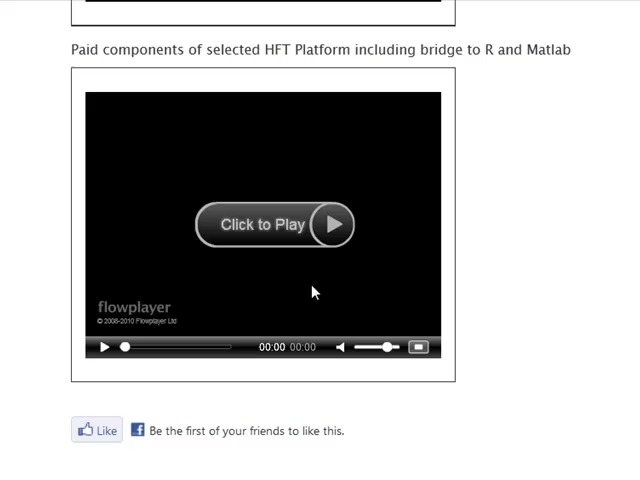 Paid components of selected HFT Platform including bridge to R and Matlab
Click to Play
flowplayer
© 2008-2010 Flowplayer Ltd
00:00 00:00
Like
Be the first of your friends to like this.